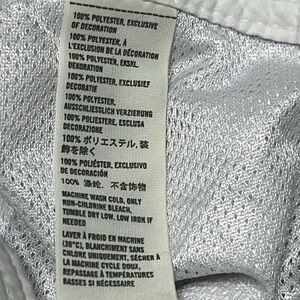 100% POLYESTER, EXCLUSIVE
OF DECORATION
100% POLYESTER, À
L'EXCLUSION DE LA DÉCORATION
100% POLYESTER, EKSKL.
DEKORATION
100% POLYESTER, EXCLUSIEF
DECORATIE
100% POLYESTER,
AUSSCHLIESSLICH VERZIERUNG
100% POLIESTERE, ESCLUSA
DECORAZIONE
100% ポリエステル, 装
飾を除く
100% POLIÉSTER, EXCLUSIVO
DE DECORACIÓN
100% 涤纶, 不含饰物
MACHINE WASH COLD, ONLY
NON-CHLORINE BLEACH,
TUMBLE DRY LOW, LOW IRON IF
NEEDED
LAVER À FROID EN MACHINE
(30°C), BLANCHIMENT SANS
CHLORE UNIQUEMENT, SÉCHER À
LA MACHINE CYCLE DOUX,
REPASSAGE À TEMPÉRATURES
BASSES SI NÉCESSAIRE